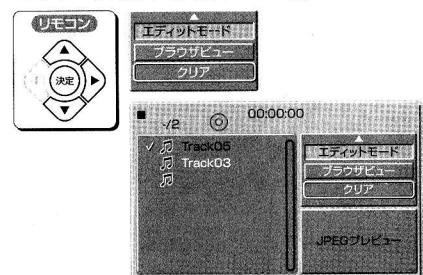 リモコン
決定
エディットモード
ブラウザビュー
クリア
-/2 00:00:00
✓ Track05
Track03
エディットモード
ブラウザビュー
クリア
JPEGプレビュー